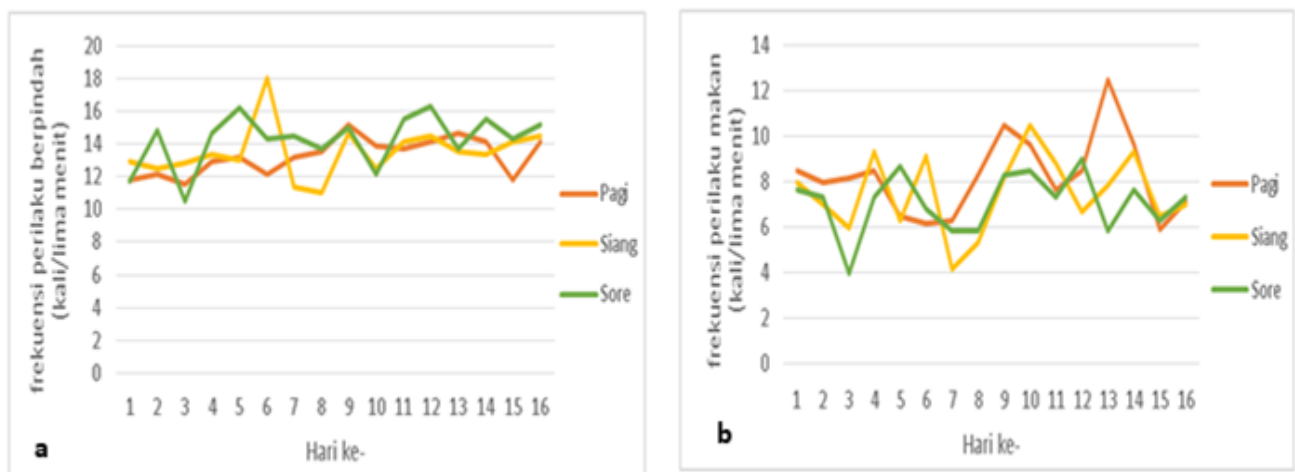 frekuensi perilaku berpindah
(kali/lima menit)
20
18
16
14
12
10
8
6
4
2
0
1 2 3 4 5 6 7 8 9 10 11 12 13 14 15 16
Hari ke-
Pagi
Siang
Sore
a
frekuensi perilaku makan
(kali/lima menit)
14
12
10
8
6
4
2
0
1 2 3 4 5 6 7 8 9 10 11 12 13 14 15 16
Hari ke-
Pagi
Siang
Sore
b